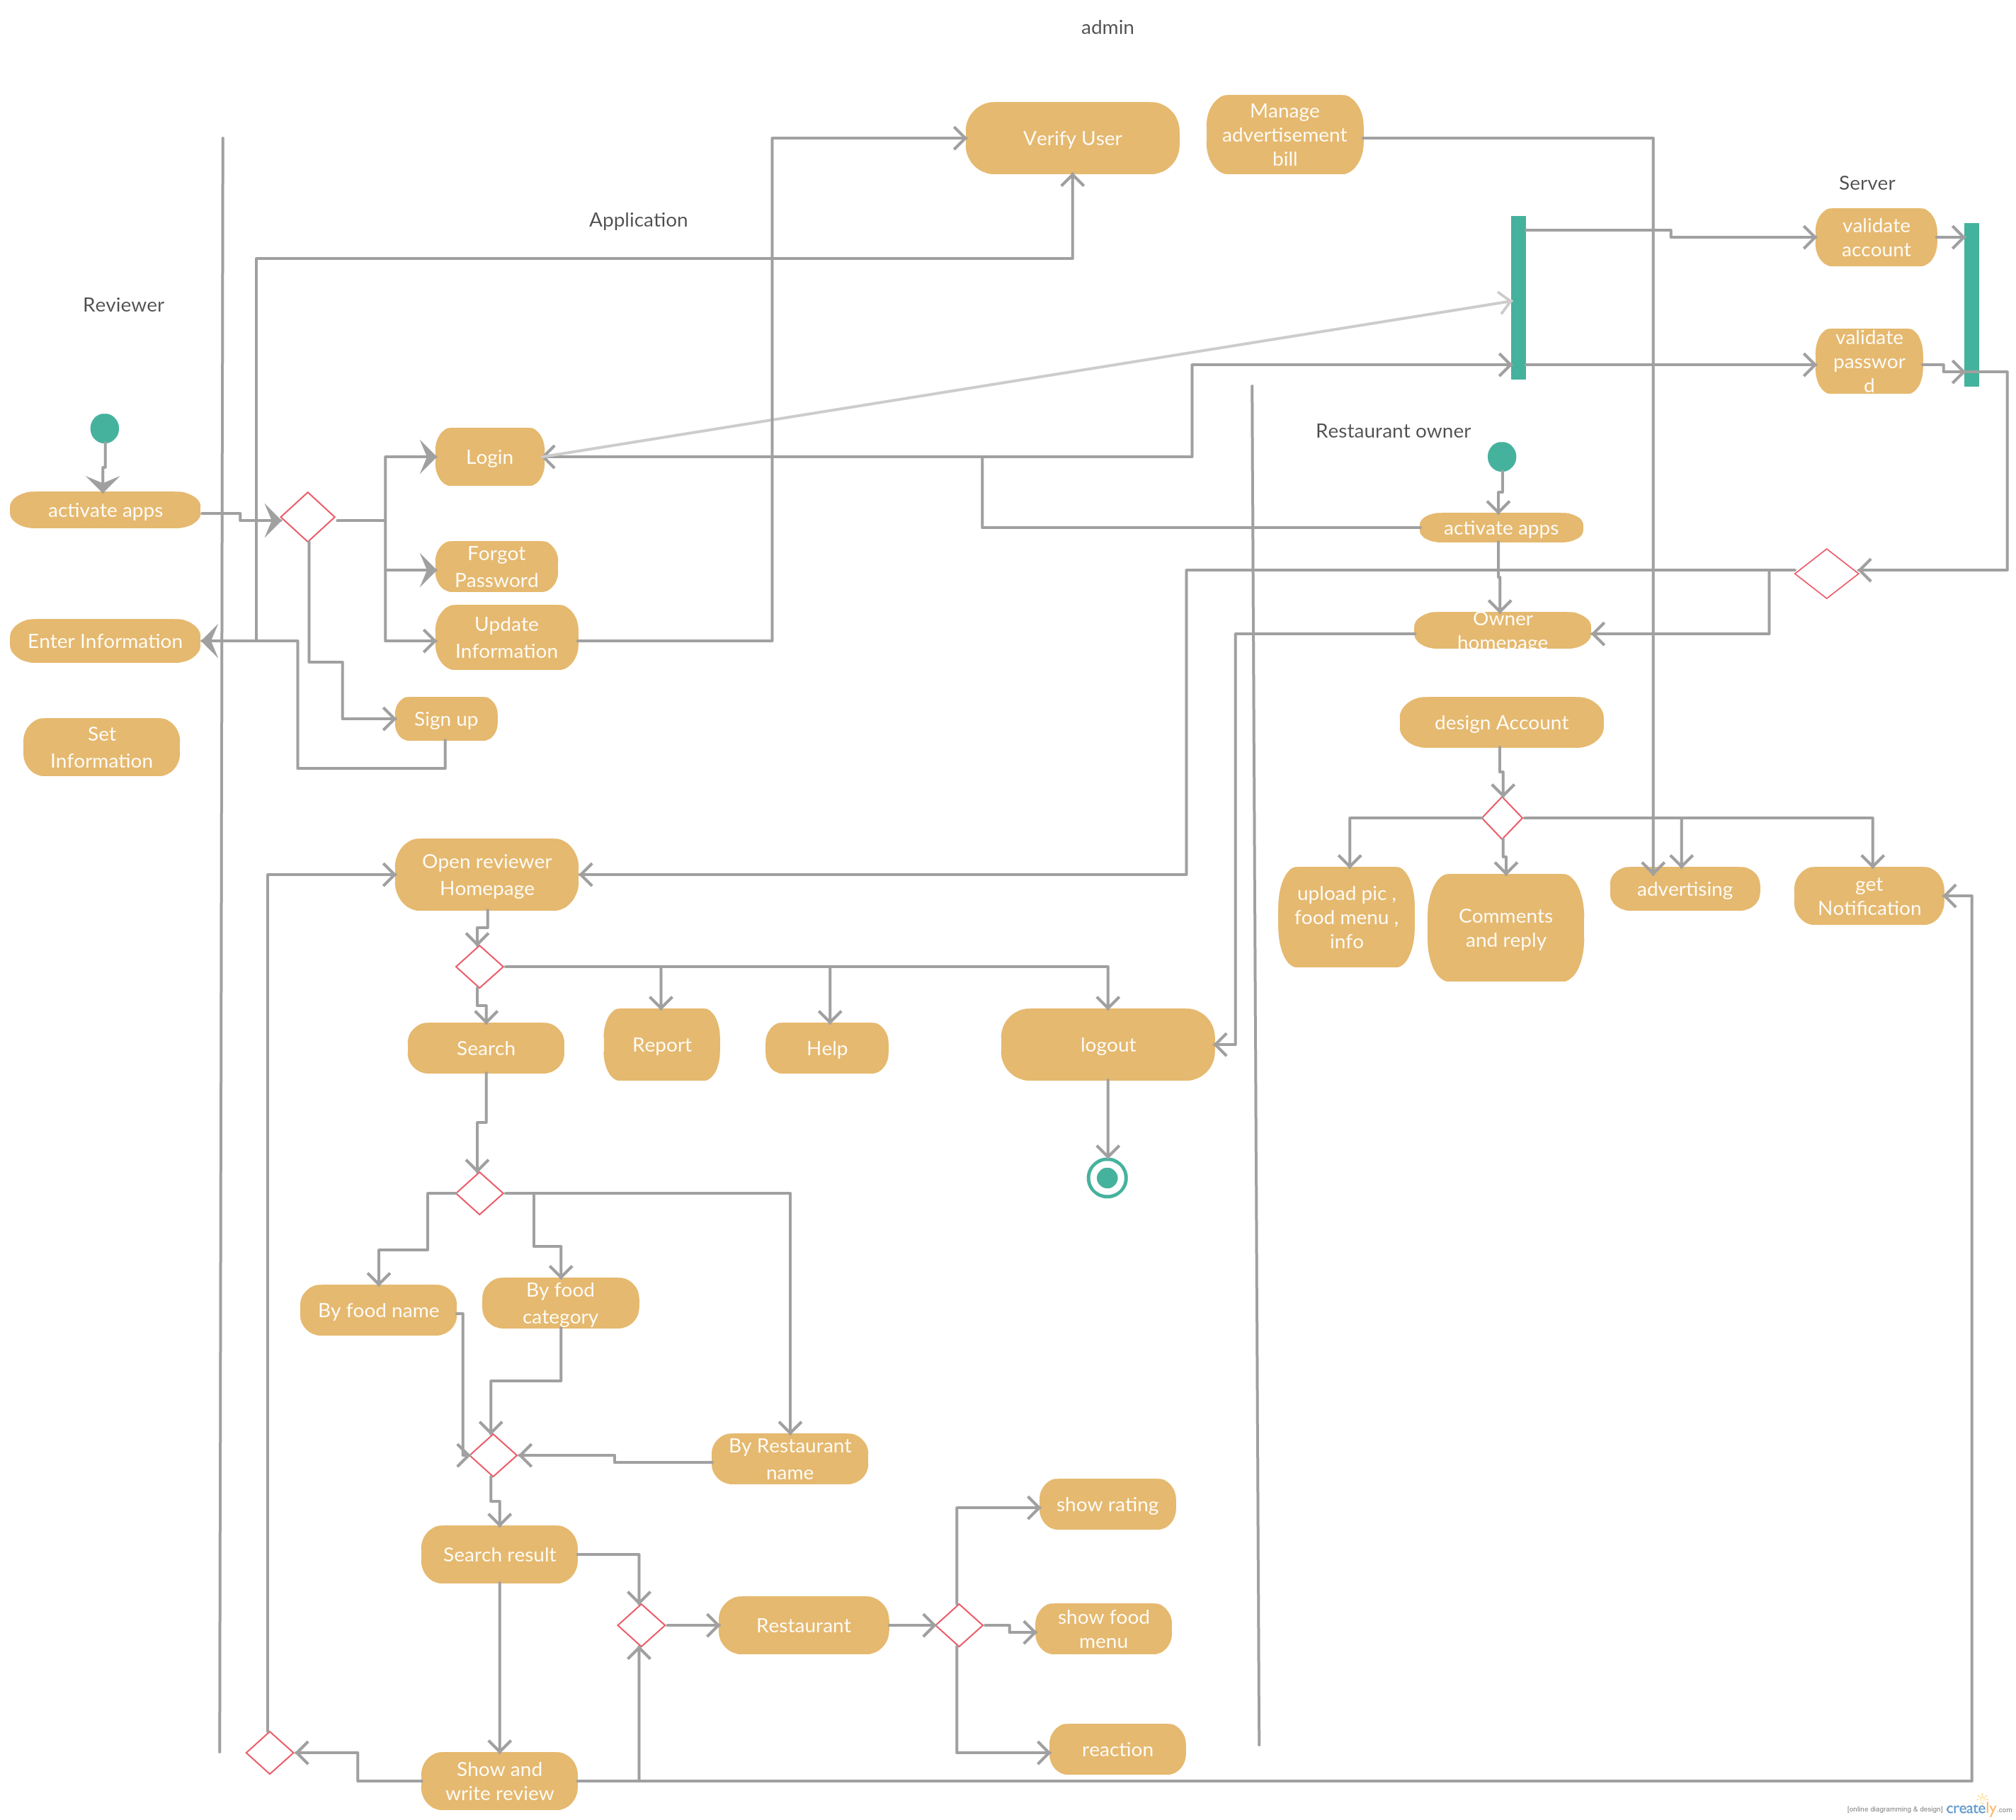 admin
Manage
advertisement
bill
Verify User
Server
Application
validate
account
Reviewer
validate
passwor
d
Restaurant owner
Login
activate apps
activate apps
Forgot
Password
Owner
homepage
Update
Information
Enter Information
Sign up
design Account
Set
Information
Open reviewer
Homepage
upload pic ,
food menu ,
info
Comments
and reply
advertising
get
Notification
Search
Report
Help
logout
By food name
By food
category
By Restaurant
name
show rating
Search result
Restaurant
show food
menu
reaction
Show and
write review
[online diagramming & design] creately.com